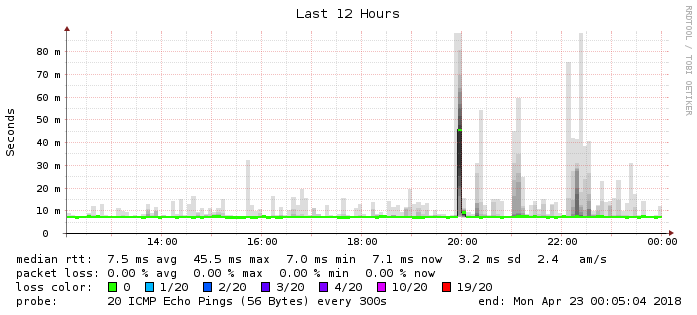 Last 12 Hours
RRDTOOL / TOBI OETIKER
Seconds
80 m
70 m
60 m
50 m
40 m
30 m
20 m
10 m
0
14:00 16:00 18:00 20:00 22:00 00:00
median rtt: 7.5 ms avg 45.5 ms max 7.0 ms min 7.1 ms now 3.2 ms sd 2.4 am/s
packet loss: 0.00 % avg 0.00 % max 0.00 % min 0.00 % now
loss color: 0 1/20 2/20 3/20 4/20 10/20 19/20
probe: 20 ICMP Echo Pings (56 Bytes) every 300s end: Mon Apr 23 00:05:04 2018